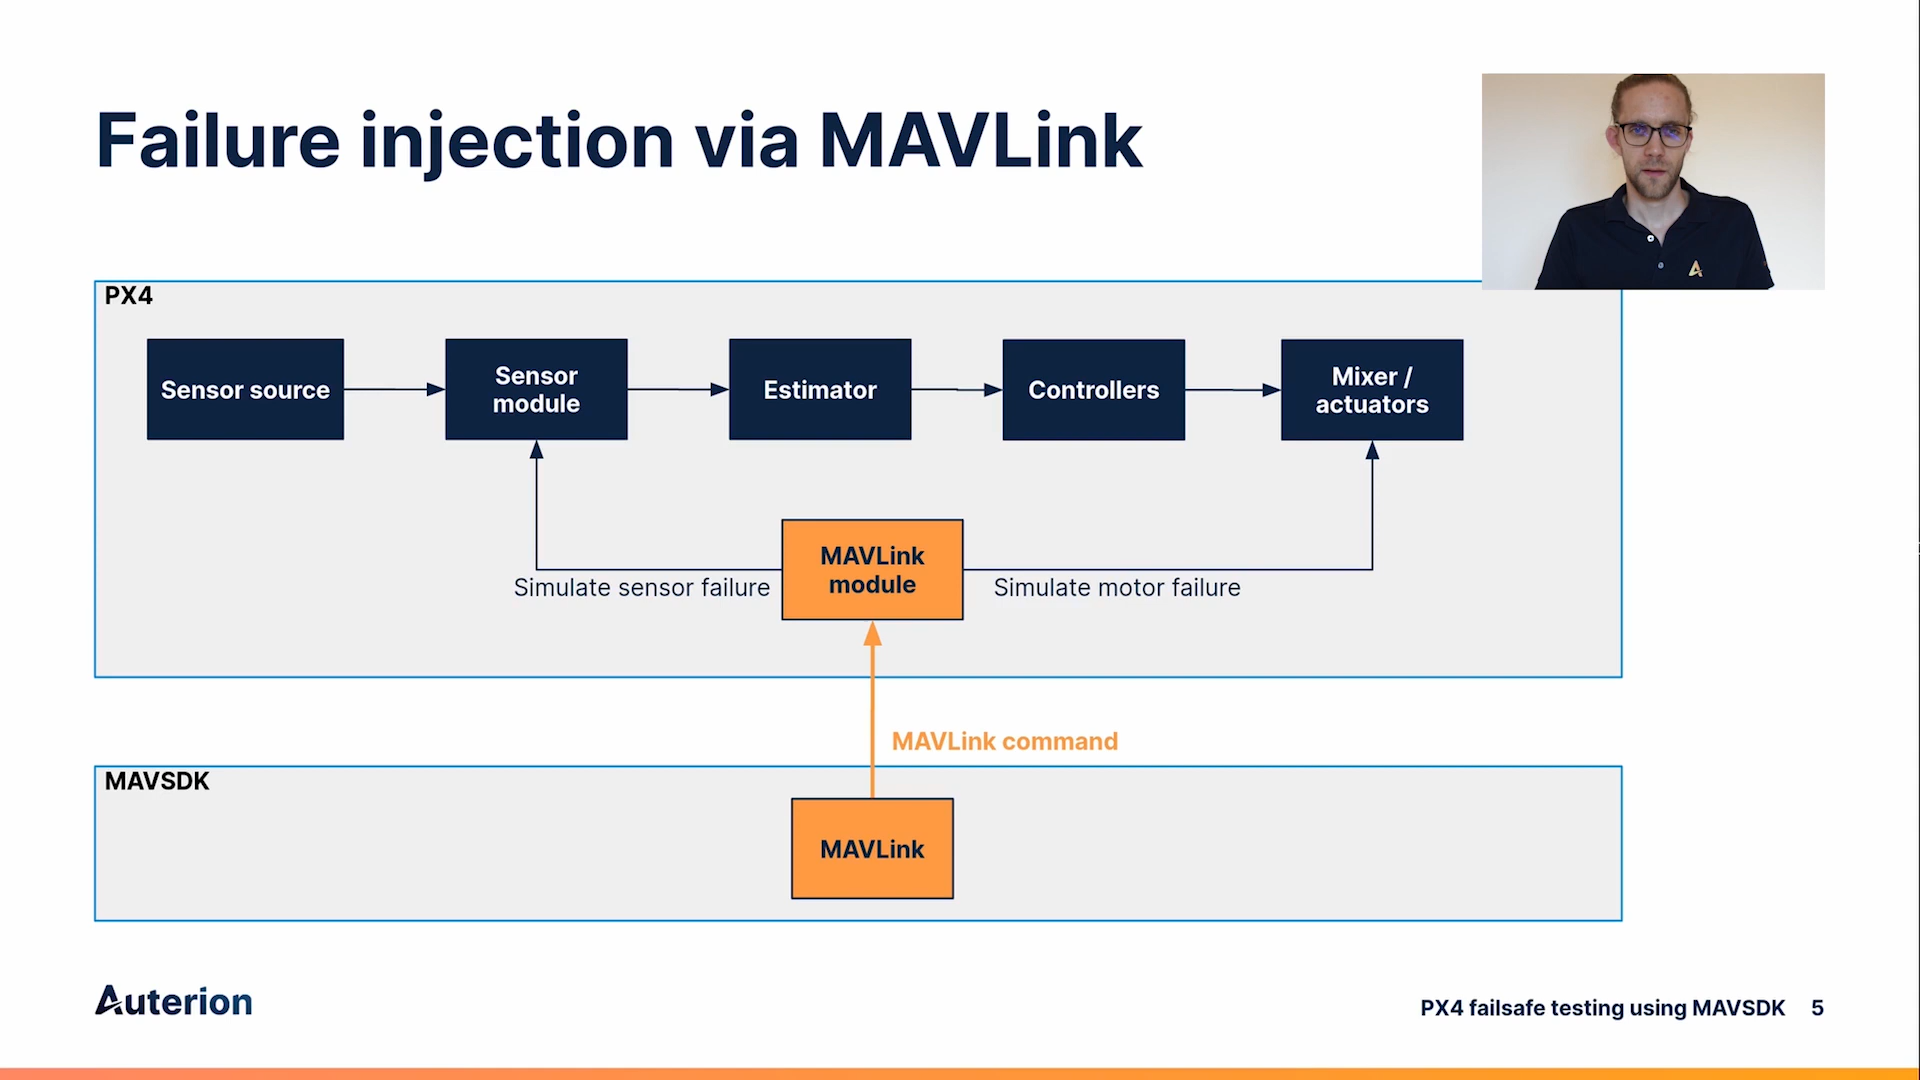 Failure injection via MAVLink
PX4
Sensor source
Sensor
module
Estimator
Controllers
Mixer /
actuators
MAVLink
module
Simulate sensor failure
Simulate motor failure
MAVLink command
MAVSDK
MAVLink
Auterion
PX4 failsafe testing using MAVSDK 5